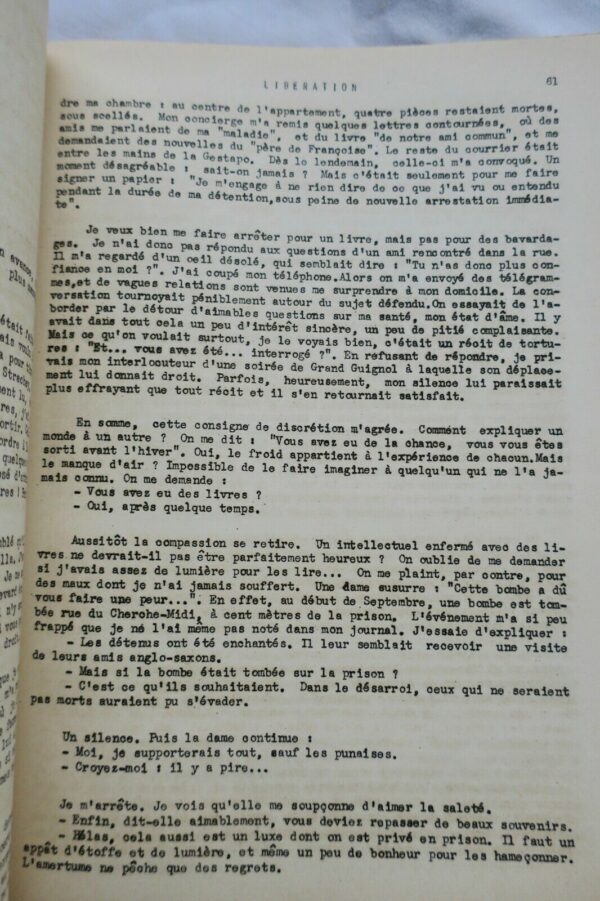 LIBERATION 61
dre ma chambre : au centre de l'appartement, quatre pièces restaient mortes,
sous scellés. Mon concierge m'a remis quelques lettres contournées, où des
amis me parlaient de ma "maladie", et du livre "de notre ami commun", et me
demandaient des nouvelles du "père de Françoise". Le reste du courrier était
entre les mains de la Gestapo. Dès le lendemain, celle-ci m'a convoqué. Un
moment désagréable : sait-on jamais ? Mais c'était seulement pour me faire
signer un papier : "Je m'engage à ne rien dire de ce que j'ai vu ou entendu
pendant la durée de ma détention,sous peine de nouvelle arrestation immédia-
te".
Je veux bien me faire arrêter pour un livre, mais pas pour des bavarda-
ges. Je n'ai donc pas répondu aux questions d'un ami rencontré dans la rue.
Il m'a regardé d'un oeil désolé, qui semblait dire : "Tu n'as donc plus con-
fiance en moi ?". J'ai coupé mon téléphone.Alors on m'a envoyé des télégram-
mes,et de vagues relations sont venues me surprendre à mon domicile. La con-
versation tournoyait péniblement autour du sujet défendu.On essayait de l'a-
border par le détour d'aimables questions sur ma santé, mon état d'âme. Il y
avait dans tout cela un peu d'intérêt sincère, un peu de pitié complaisante.
Mais ce qu'on voulait surtout, je le voyais bien, c'était un récit de tortu-
res : "Et... vous avez été... interrogé ?". En refusant de répondre, je pri-
vais mon interlocuteur d'une soirée de Grand Guignol à laquelle son déplace-
ment lui donnait droit. Parfois, heureusement, mon silence lui paraissait
plus effrayant que tout récit et il s'en retournait satisfait.
En somme, cette consigne de discrétion m'agrée. Comment expliquer un
monde à un autre ? On me dit : "Vous avez eu de la chance, vous vous êtes
sorti avant l'hiver". Oui, le froid appartient à l'expérience de chacun.Mais
le manque d'air ? Impossible de le faire imaginer à quelqu'un qui ne l'a ja-
mais connu. On me demande :
- Vous avez eu des livres ?
- Oui, après quelque temps.
Aussitôt la compassion se retire. Un intellectuel enfermé avec des li-
vres ne devrait-il pas être parfaitement heureux ? On oublie de me demander
si j'avais assez de lumière pour les lire... On me plaint, par contre, pour
des maux dont je n'ai jamais souffert. Une dame susurre : "Cette bombe a dû
vous faire une peur...". En effet, au début de Septembre, une bombe est tom-
bée rue du Cherche-Midi, à cent mètres de la prison. L'événement m'a si peu
frappé que je né l'ai même pas noté dans mon journal. J'essaie d'expliquer :
- Les détenus ont été enchantés. Il leur semblait recevoir une visite
de leurs amis anglo-saxons.
- Mais si la bombe était tombée sur la prison ?
- C'est ce qu'ils souhaitaient. Dans le désarroi, ceux qui ne seraient
pas morts auraient pu s'évader.
Un silence. Puis la dame continue :
- Moi, je supporterais tout, sauf les punaises.
- Croyez-moi : il y a pire...
Je m'arrête. Je vois qu'elle me soupçonne d'aimer la saleté.
- Enfin, dit-elle aimablement, vous deviez repasser de beaux souvenirs.
- Hélas, cela aussi est un luxe dont on est privé en prison. Il faut un
appât d'étoffe et de lumière, et même un peu de bonheur pour les hameçonner.
L'amertume ne pêche que des regrets.